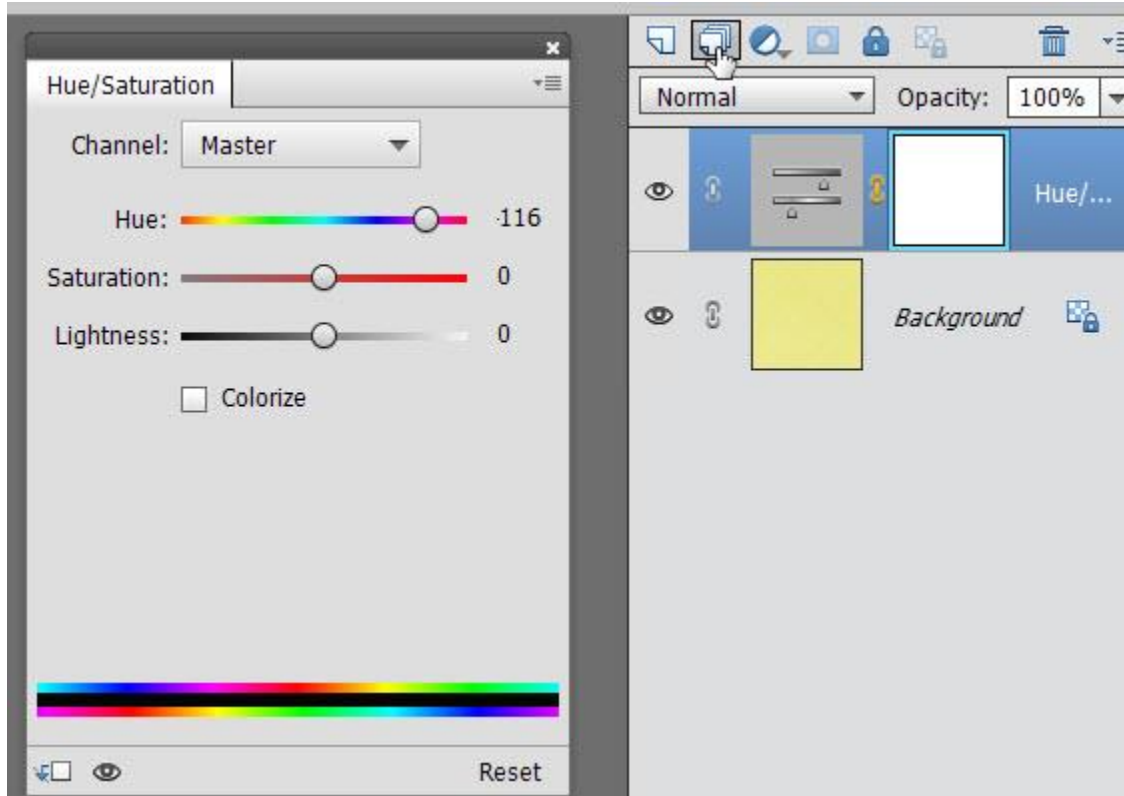 Hue/Saturation
Channel: Master
Hue: 116
Saturation: 0
Lightness: 0
Colorize
Reset
Normal Opacity: 100%
Hue/...
Background